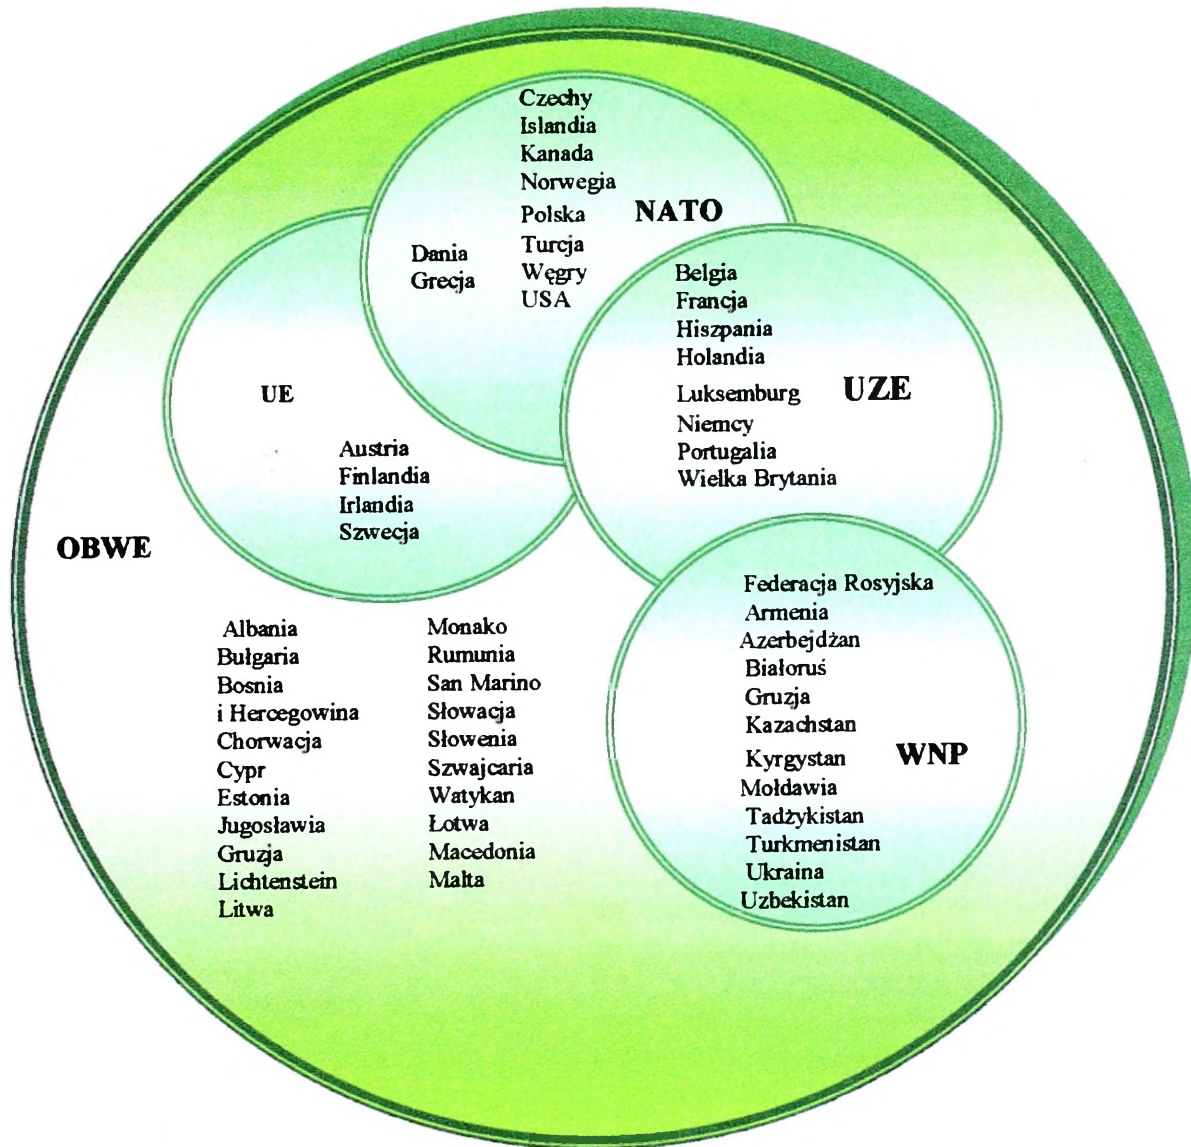 Czechy
Islandia
Kanada
Norwegia
Polska
NATO
Dania
Turcja
Grecja
Węgry
USA
Belgia
Francja
Hiszpania
Holandia
UE
Luksemburg
UZE
Niemcy
Portugalia
Wielka Brytania
Austria
Finlandia
Irlandia
Szwecja
OBWE
Federacja Rosyjska
Armenia
Azerbejdżan
Białoruś
Gruzja
Kazachstan
Kyrgystan
WNP
Mołdawia
Tadżykistan
Turkmenistan
Ukraina
Uzbekistan
Albania
Bułgaria
Bosnia
i Hercegowina
Chorwacja
Cypr
Estonia
Jugosławia
Gruzja
Lichtenstein
Litwa
Monako
Rumunia
San Marino
Słowacja
Słowenia
Szwajcaria
Watykan
Łotwa
Macedonia
Malta